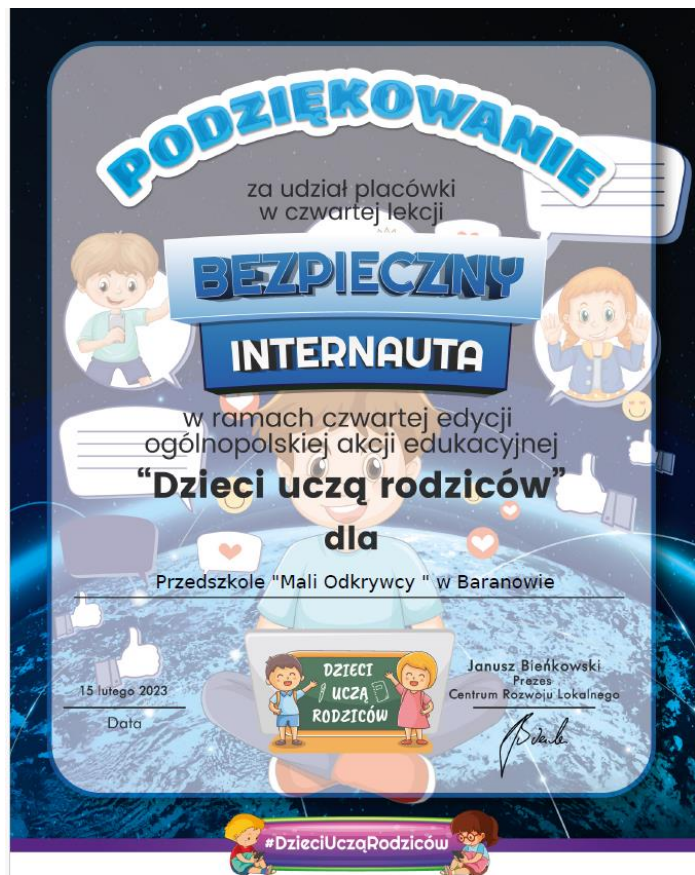 PODZIĘKOWANIE
za udział placówki
w czwartej lekcji
BEZPIECZNY
INTERNAUTA
w ramach czwartej edycji
ogólnopolskiej akcji edukacyjnej
“Dzieci uczą rodziców”
dla
Przedszkole "Mali Odkrywcy " w Baranowie
DZIECI
UCZĄ
RODZICÓW
15 lutego 2023
Data
Janusz Bieńkowski
Prezes
Centrum Rozwoju Lokalnego
#DzieciUcząRodziców